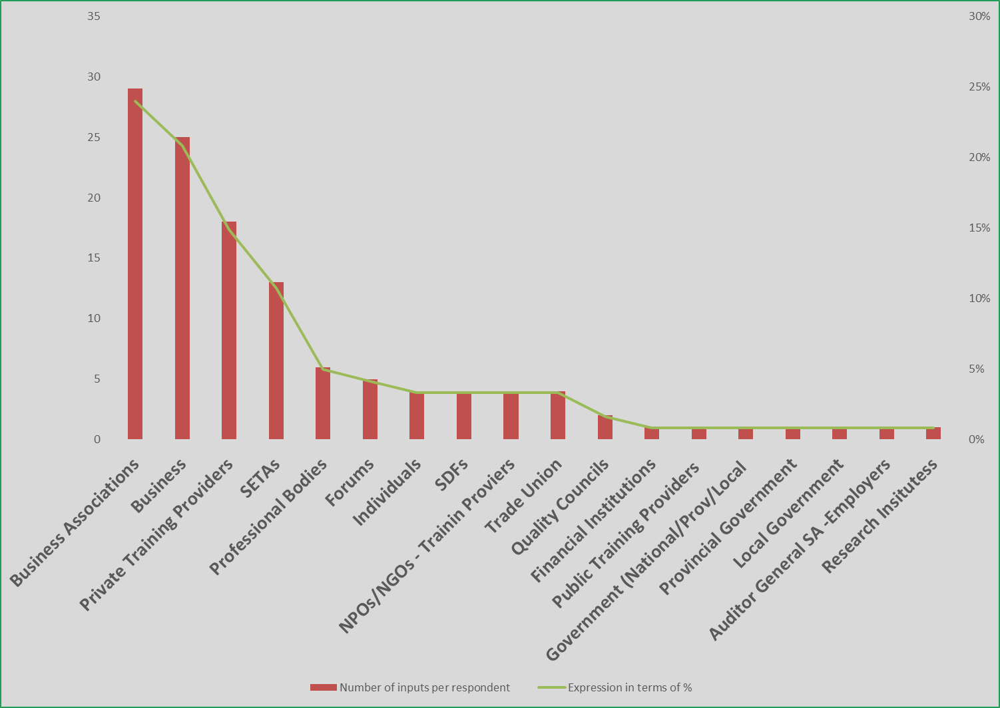 35
30
25
20
15
10
5
0
30%
25%
20%
15%
10%
5%
0%
Business Associations
Business
Private Training Providers
SETAs
Professional Bodies
Forums
Individuals
SDFs
NPOs/NGOs - Trainin Proviers
Trade Union
Quality Councils
Financial Institutions
Public Training Providers
Government (National/Prov/Local
Provincial Government
Local Government
Auditor General SA -Employers
Research Insitutess
Number of inputs per respondent
Expression in terms of %